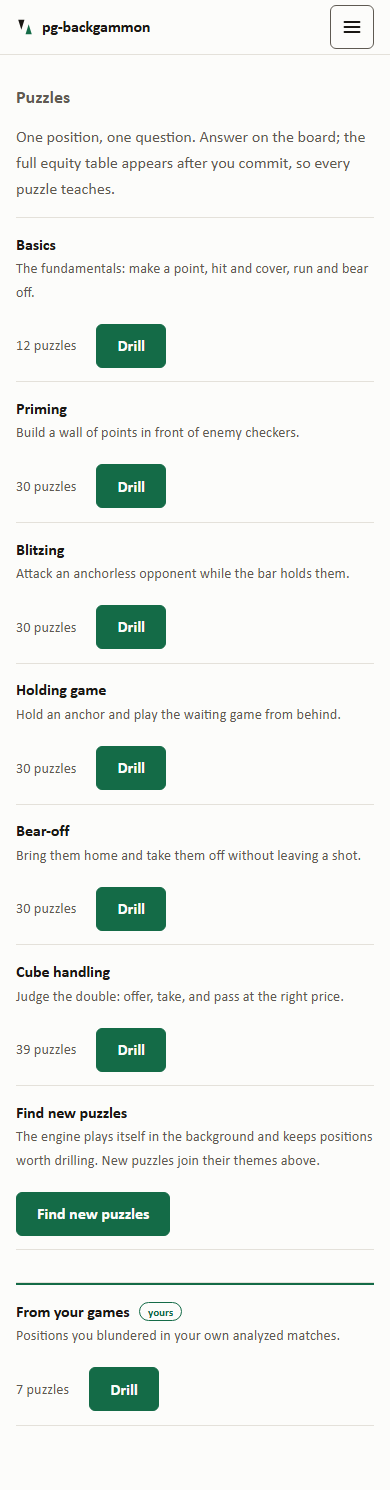 pg-backgammon
Puzzles
One position, one question. Answer on the board; the
full equity table appears after you commit, so every
puzzle teaches.
Basics
The fundamentals: make a point, hit and cover, run and bear
off.
12 puzzles Drill
Priming
Build a wall of points in front of enemy checkers.
30 puzzles Drill
Blitzing
Attack an anchorless opponent while the bar holds them.
30 puzzles Drill
Holding game
Hold an anchor and play the waiting game from behind.
30 puzzles Drill
Bear-off
Bring them home and take them off without leaving a shot.
30 puzzles Drill
Cube handling
Judge the double: offer, take, and pass at the right price.
39 puzzles Drill
Find new puzzles
The engine plays itself in the background and keeps positions
worth drilling. New puzzles join their themes above.
Find new puzzles
From your games yours
Positions you blundered in your own analyzed matches.
7 puzzles Drill